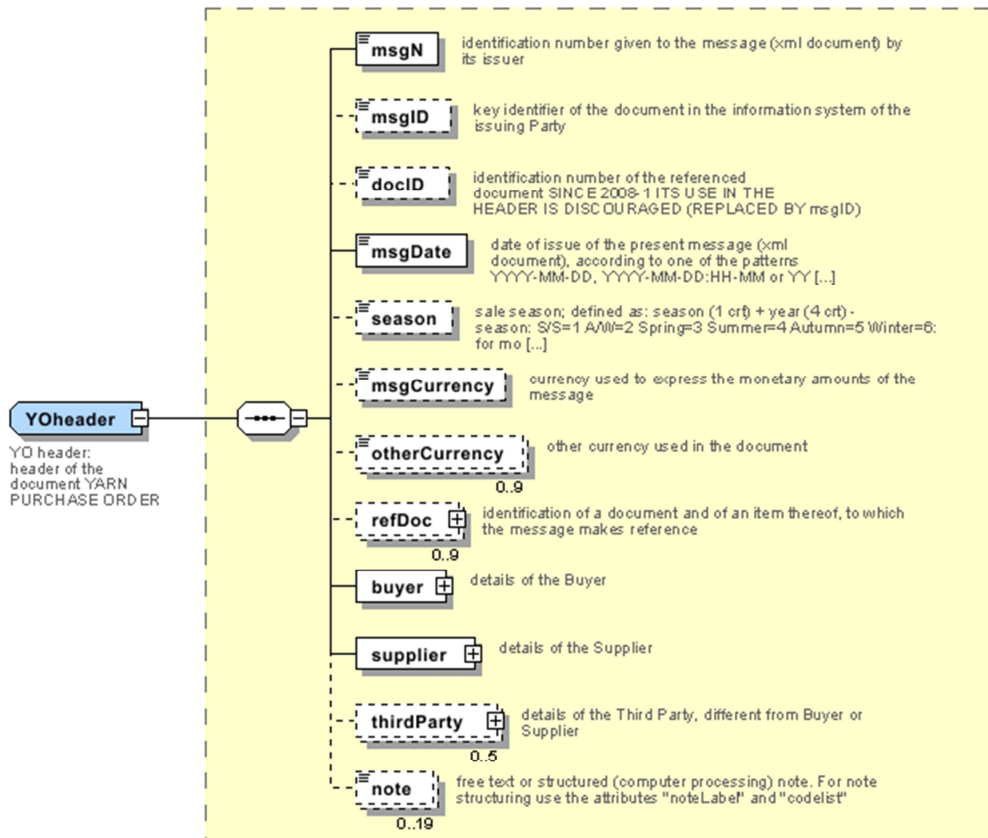 msgN
identification number given to the message (xml document) by
its issuer
msgID
key identifier of the document in the information system of the
issuing Party
docID
identification number of the referenced
document SINCE 2008-1 ITS USE IN THE
HEADER IS DISCOURAGED (REPLACED BY msgID)
msgDate
date of issue of the present message (xml
document), according to one of the patterns
YYYY-MM-DD, YYYY-MM-DD:HH-MM or YY [...]
season
sale season; defined as: season (1 crt) + year (4 crt) -
season: S/S=1 A/W=2 Spring=3 Summer=4 Autumn=5 Winter=6:
for mo [...]
msgCurrency
currency used to express the monetary amounts of the
message
YOheader
YO header:
header of the
document YARN
PURCHASE ORDER
otherCurrency
other currency used in the document
0..9
refDoc
identification of a document and of an item thereof, to which
the message makes reference
0..9
buyer
details of the Buyer
supplier
details of the Supplier
thirdParty
details of the Third Party, different from Buyer or
Supplier
0..5
note
free text or structured (computer processing) note. For note
structuring use the attributes "noteLabel" and "codelist"
0..19